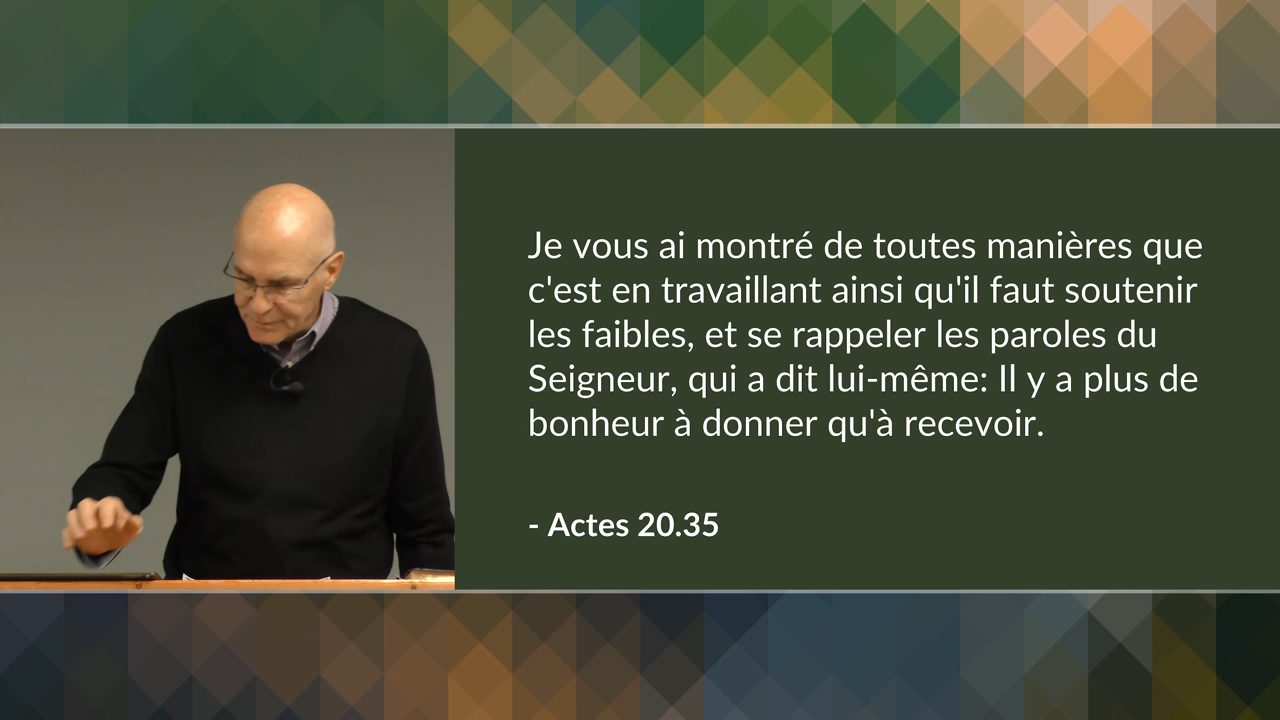 Je vous ai montré de toutes manières que
c'est en travaillant ainsi qu'il faut soutenir
les faibles, et se rappeler les paroles du
Seigneur, qui a dit lui-même: Il y a plus de
bonheur à donner qu'à recevoir.
- Actes 20.35